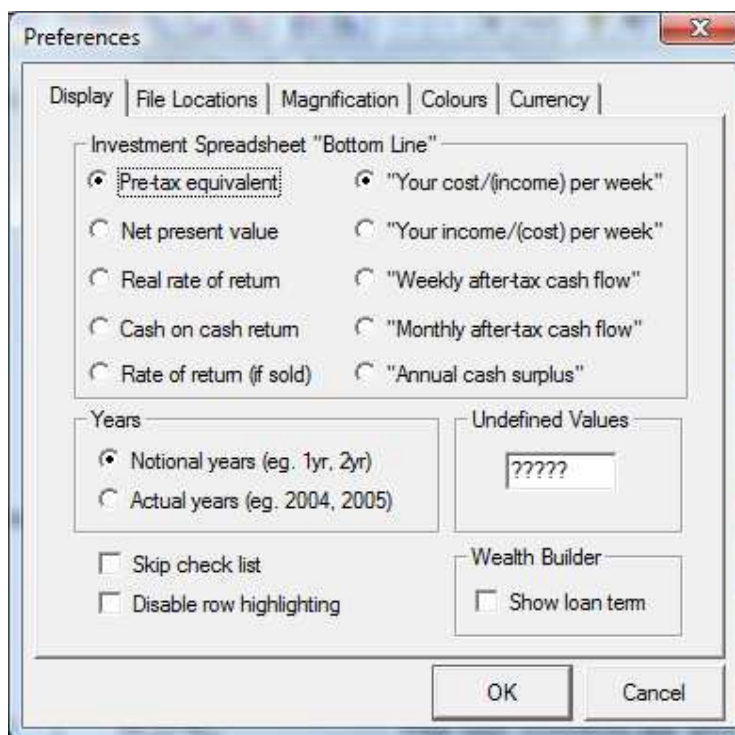 Preferences
Display File Locations Magnification Colours Currency
Investment Spreadsheet "Bottom Line"
Pre-tax equivalent "Your cost/(income) per week"
Net present value "Your income/(cost) per week"
Real rate of return "Weekly after-tax cash flow"
Cash on cash return "Monthly after-tax cash flow"
Rate of return (if sold) "Annual cash surplus"
Years
Notional years (eg. 1yr, 2yr)
Actual years (eg. 2004, 2005)
Undefined Values
?????
Skip check list
Disable row highlighting
Wealth Builder
Show loan term
OK Cancel